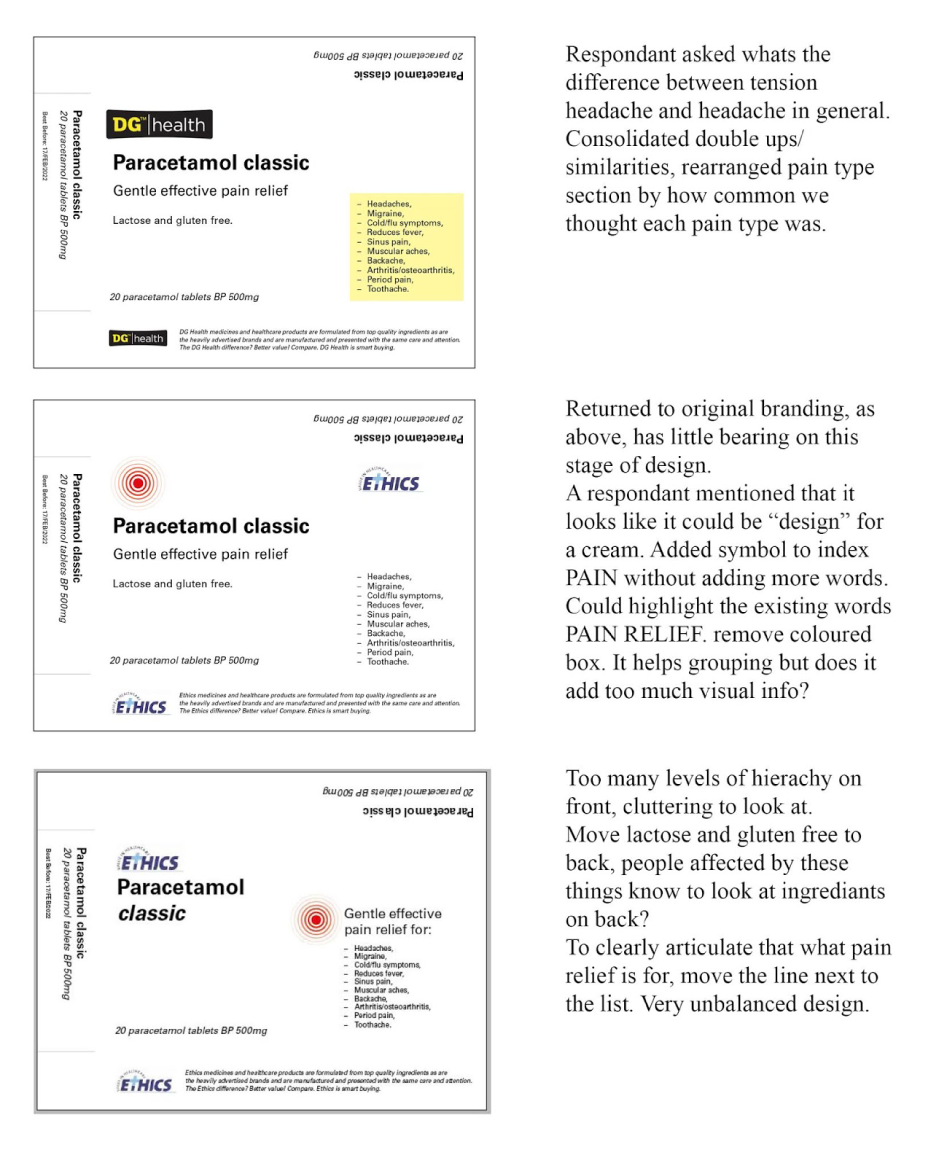 20 paracetamol tablets BP 500mg
Paracetamol classic
Paracetamol classic
20 paracetamol tablets BP 500mg
Best Before: 17/FEB/2022
DG™ health
Paracetamol classic
Gentle effective pain relief
Lactose and gluten free.
– Headaches,
– Migraine,
– Cold/flu symptoms,
– Reduces fever,
– Sinus pain,
– Muscular aches,
– Backache,
– Arthritis/osteoarthritis,
– Period pain,
– Toothache.
20 paracetamol tablets BP 500mg
DG™ health
DG Health medicines and healthcare products are formulated from top quality ingredients as are
the heavily advertised brands and are manufactured and presented with the same care and attention.
The DG Health difference? Better value! Compare. DG Health is smart buying.
Respondant asked whats the
difference between tension
headache and headache in general.
Consolidated double ups/
similarities, rearranged pain type
section by how common we
thought each pain type was.
20 paracetamol tablets BP 500mg
Paracetamol classic
Paracetamol classic
20 paracetamol tablets BP 500mg
Best Before: 17/FEB/2022
ETHICS
Paracetamol classic
Gentle effective pain relief
Lactose and gluten free.
– Headaches,
– Migraine,
– Cold/flu symptoms,
– Reduces fever,
– Sinus pain,
– Muscular aches,
– Backache,
– Arthritis/osteoarthritis,
– Period pain,
– Toothache.
20 paracetamol tablets BP 500mg
ETHICS
Ethics medicines and healthcare products are formulated from top quality ingredients as are
the heavily advertised brands and are manufactured and presented with the same care and attention.
The Ethics difference? Better value! Compare. Ethics is smart buying.
Returned to original branding, as
above, has little bearing on this
stage of design.
A respondant mentioned that it
looks like it could be “design” for
a cream. Added symbol to index
PAIN without adding more words.
Could highlight the existing words
PAIN RELIEF. remove coloured
box. It helps grouping but does it
add too much visual info?
20 paracetamol tablets BP 500mg
Paracetamol classic
Paracetamol classic
20 paracetamol tablets BP 500mg
Best Before: 17/FEB/2022
ETHICS
Paracetamol
classic
Gentle effective
pain relief for:
– Headaches,
– Migraine,
– Cold/flu symptoms,
– Reduces fever,
– Sinus pain,
– Muscular aches,
– Backache,
– Arthritis/osteoarthritis,
– Period pain,
– Toothache.
20 paracetamol tablets BP 500mg
ETHICS
Ethics medicines and healthcare products are formulated from top quality ingredients as are
the heavily advertised brands and are manufactured and presented with the same care and attention.
The Ethics difference? Better value! Compare. Ethics is smart buying.
Too many levels of hierachy on
front, cluttering to look at.
Move lactose and gluten free to
back, people affected by these
things know to look at ingrediants
on back?
To clearly articulate that what pain
relief is for, move the line next to
the list. Very unbalanced design.